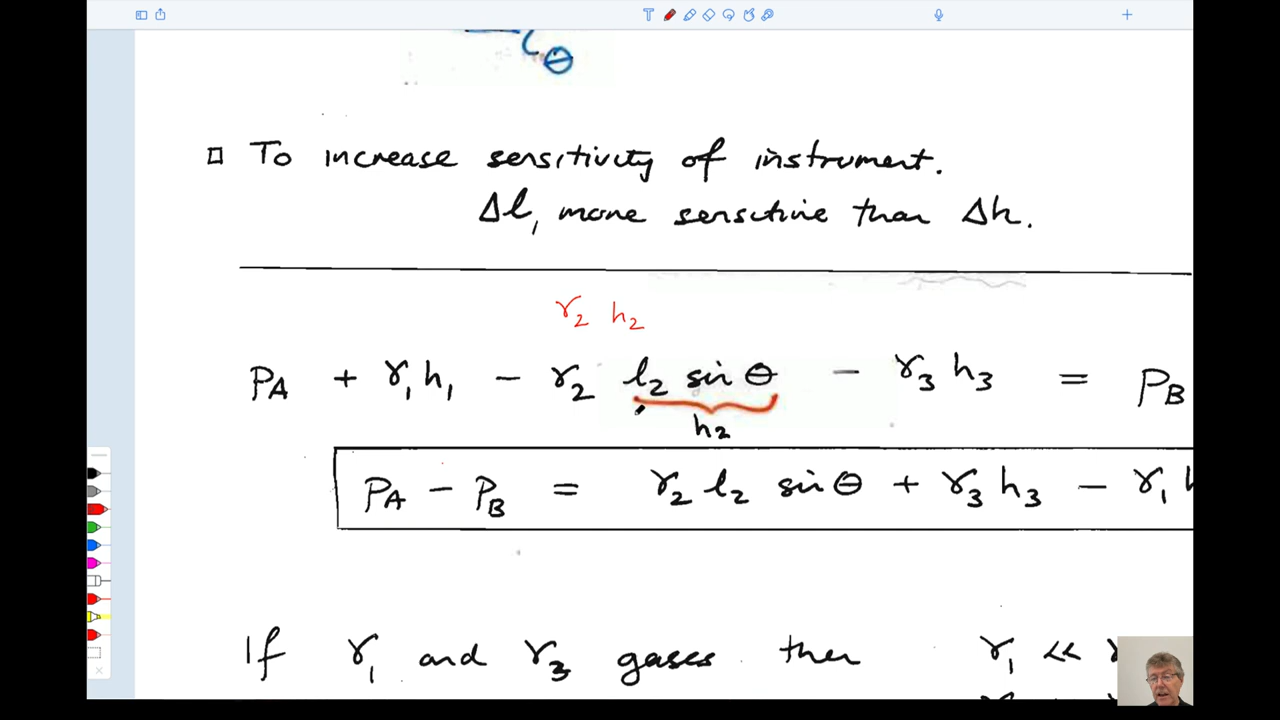 θ
□ To increase sensitivity of instrument.
Δl, more sensitive than Δh.
γ2 h2
PA + γ1 h1 − γ2 l2 sin θ − γ3 h3 = PB
h2
PA − PB = γ2 l2 sin θ + γ3 h3 − γ1 h
If γ1 and γ3 gases then γ1 <<